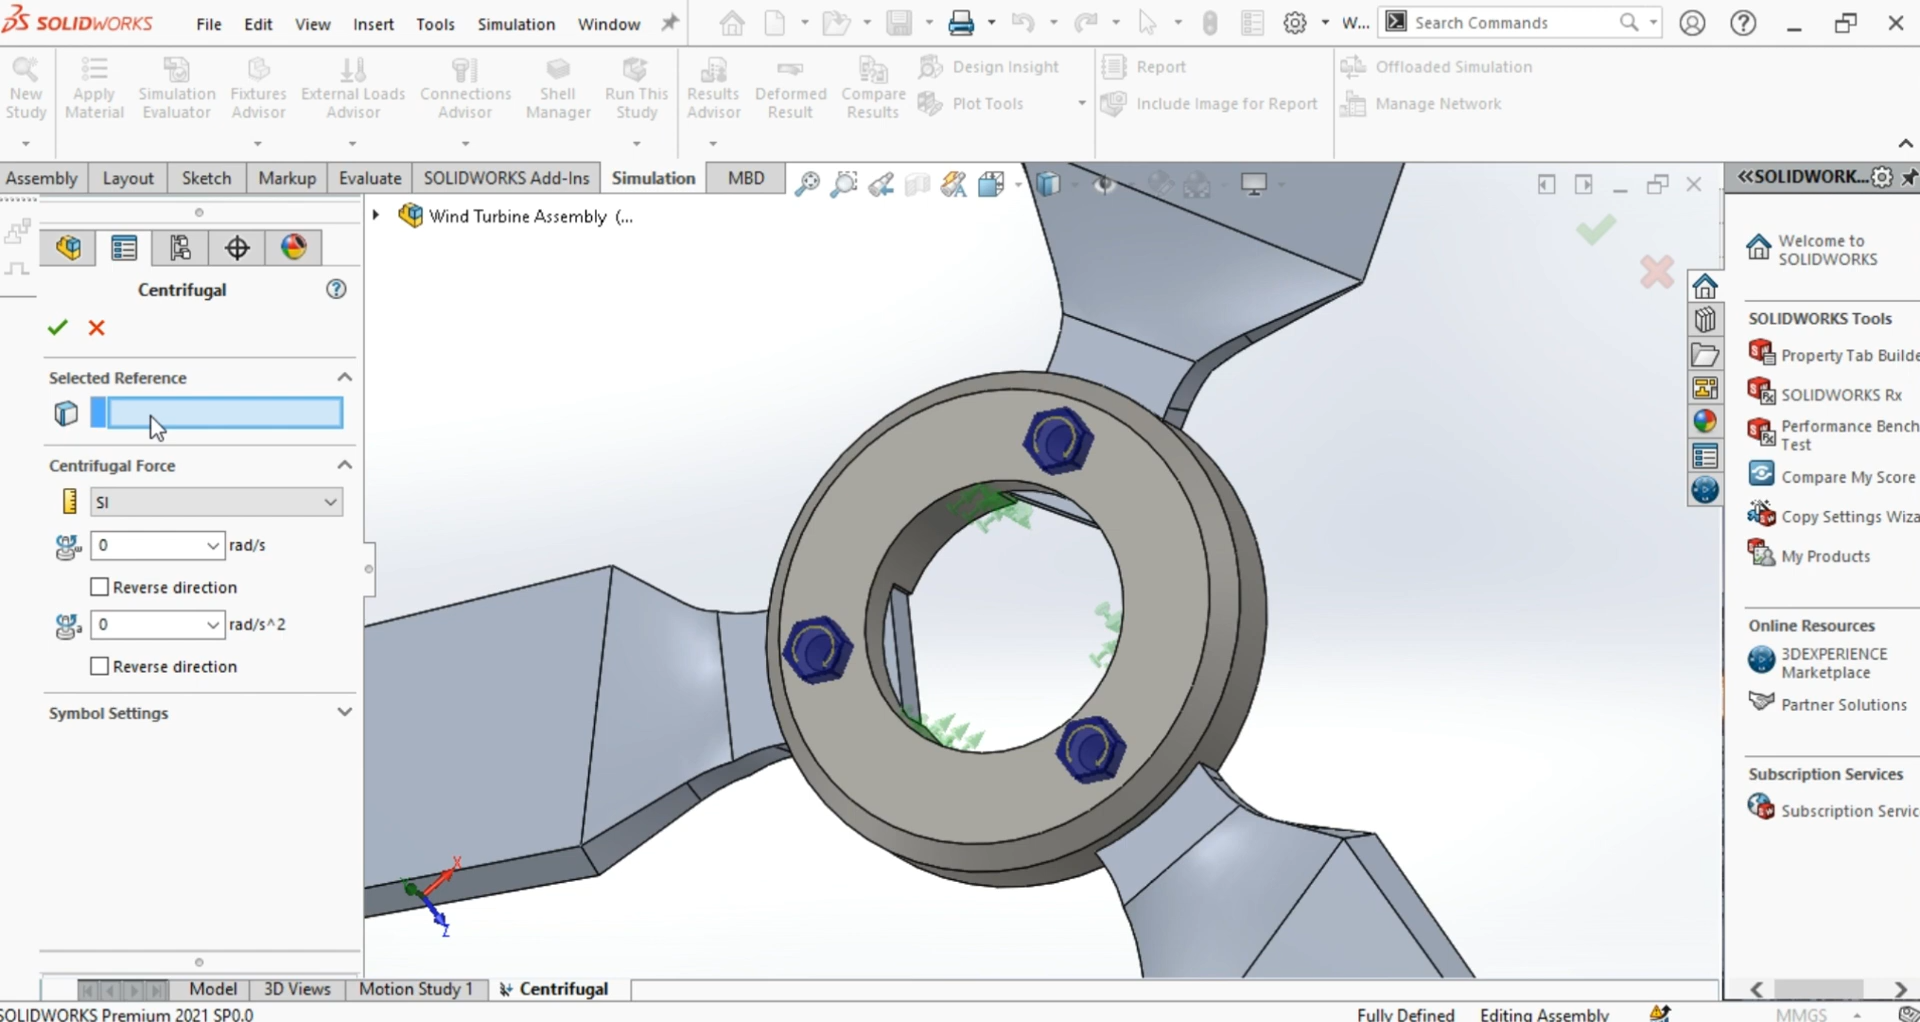 SOLIDWORKS File Edit View Insert Tools Simulation Window W... Search Commands
New Study
Apply Material
Simulation Evaluator
Fixtures Advisor
External Loads Advisor
Connections Advisor
Shell Manager
Run This Study
Results Advisor
Deformed Result
Compare Results
Design Insight
Plot Tools
Report
Include Image for Report
Offloaded Simulation
Manage Network
Assembly Layout Sketch Markup Evaluate SOLIDWORKS Add-Ins Simulation MBD
SOLIDWORK...
Wind Turbine Assembly (...
Centrifugal
Selected Reference
Centrifugal Force
SI
0 rad/s
Reverse direction
0 rad/s^2
Reverse direction
Symbol Settings
X
Z
Welcome to
SOLIDWORKS
SOLIDWORKS Tools
Property Tab Builde
SOLIDWORKS Rx
Performance Bench
Test
Compare My Score
Copy Settings Wiza
My Products
Online Resources
3DEXPERIENCE
Marketplace
Partner Solutions
Subscription Services
Subscription Servic
Model 3D Views Motion Study 1 Centrifugal
SOLIDWORKS Premium 2021 SP0.0 Fully Defined Editing Assembly MMGS